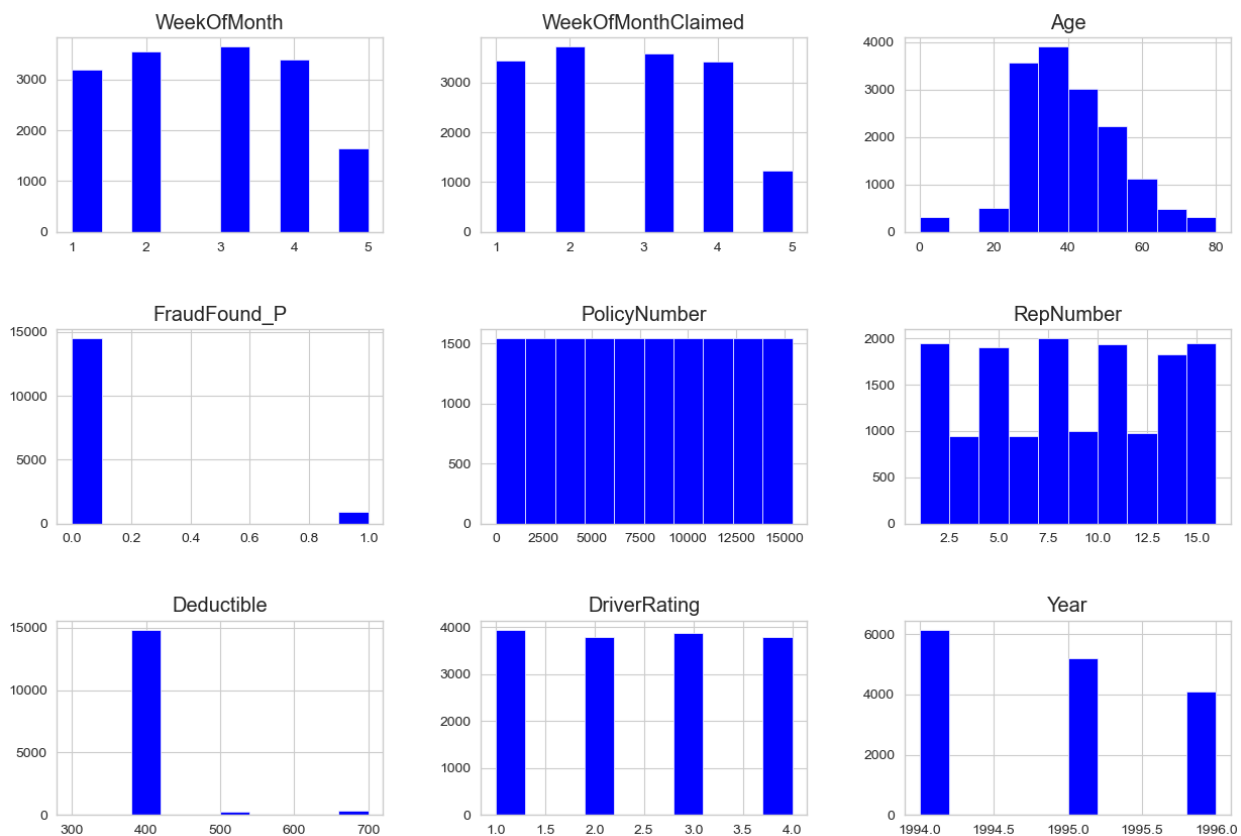 WeekOfMonth
WeekOfMonthClaimed
Age
3000
2000
1000
0
1 2 3 4 5
3000
2000
1000
0
1 2 3 4 5
4000
3000
2000
1000
0
0 20 40 60 80
FraudFound_P
PolicyNumber
RepNumber
15000
10000
5000
0
0.0 0.2 0.4 0.6 0.8 1.0
1500
1000
500
0
0 2500 5000 7500 10000 12500 15000
2000
1500
1000
500
0
2.5 5.0 7.5 10.0 12.5 15.0
Deductible
DriverRating
Year
15000
10000
5000
0
300 400 500 600 700
4000
3000
2000
1000
0
1.0 1.5 2.0 2.5 3.0 3.5 4.0
6000
4000
2000
0
1994.0 1994.5 1995.0 1995.5 1996.0